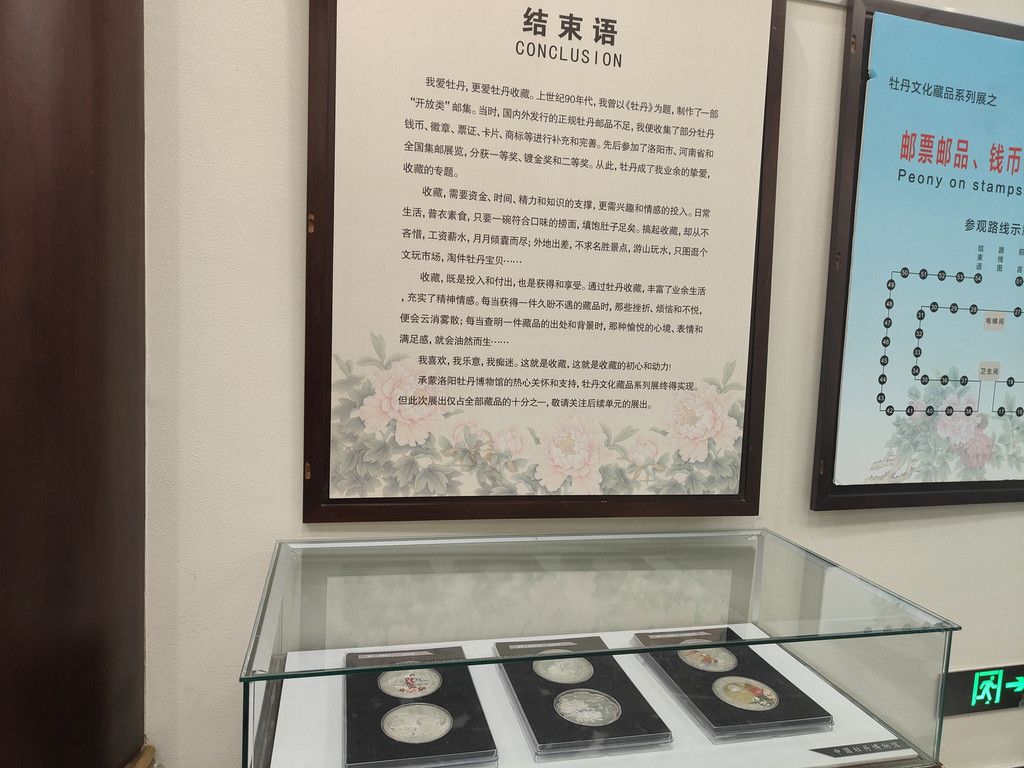 结束语
CONCLUSION
我爱牡丹，更爱牡丹收藏。上世纪90年代，我曾以《牡丹》为题，制作了一部
“开放类”邮集。当时，国内外发行的正规牡丹邮品不足，我便收集了部分牡丹
钱币、徽章、票证、卡片、商标等进行补充和完善。先后参加了洛阳市、河南省和
全国集邮展览，分获一等奖、镀金奖和二等奖。从此，牡丹成了我业余的挚爱，
收藏的专题。
收藏，需要资金、时间、精力和知识的支撑，更需兴趣和情感的投入。日常
生活，普衣素食，只要一碗符合口味的捞面，填饱肚子足矣。搞起收藏，却从不
吝惜，工资薪水，月月倾囊而尽；外地出差，不求名胜景点，游山玩水，只图逛个
文玩市场，淘件牡丹宝贝……
收藏，既是投入和付出，也是获得和享受。通过牡丹收藏，丰富了业余生活
，充实了精神情感。每当获得一件久盼不遇的藏品时，那些挫折、烦恼和不悦，
便会云消雾散；每当查明一件藏品的出处和背景时，那种愉悦的心境、表情和
满足感，就会油然而生……
我喜欢，我乐意，我痴迷。这就是收藏，这就是收藏的初心和动力！
承蒙洛阳牡丹博物馆的热心关怀和支持，牡丹文化藏品系列展终得实现。
但此次展出仅占全部藏品的十分之一，敬请关注后续单元的展出。
牡丹文化藏品系列展之
邮票邮品、钱币
Peony on stamps
参观路线示
结束语
路线图
电梯间
卫生间
中国牡丹博物馆